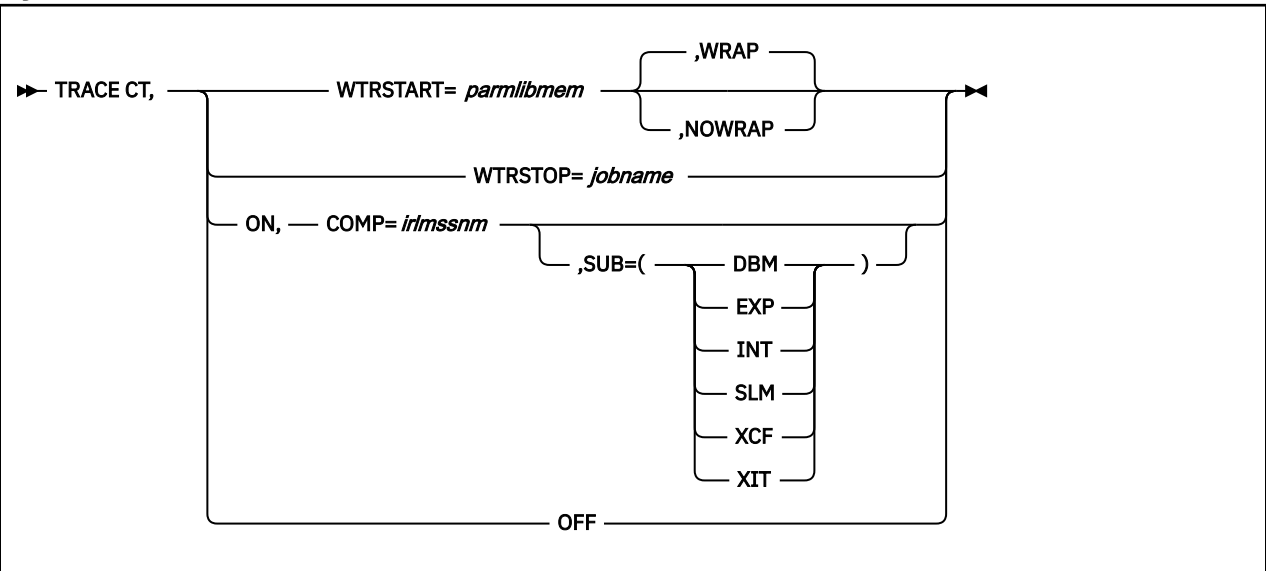 ,WRAP
TRACE CT, WTRSTART= parmlibmem
,NOWRAP
WTRSTOP= jobname
ON, COMP= irlmssnm
,SUB=( DBM )
EXP
INT
SLM
XCF
XIT
OFF